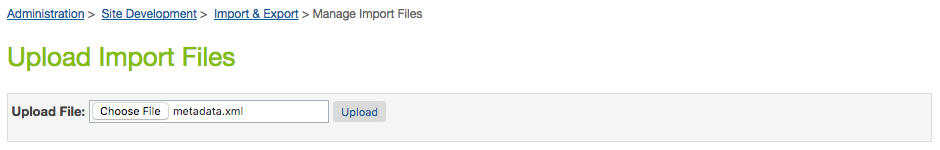 Administration > Site Development > Import & Export > Manage Import Files
Upload Import Files
Upload File: Choose File metadata.xml Upload